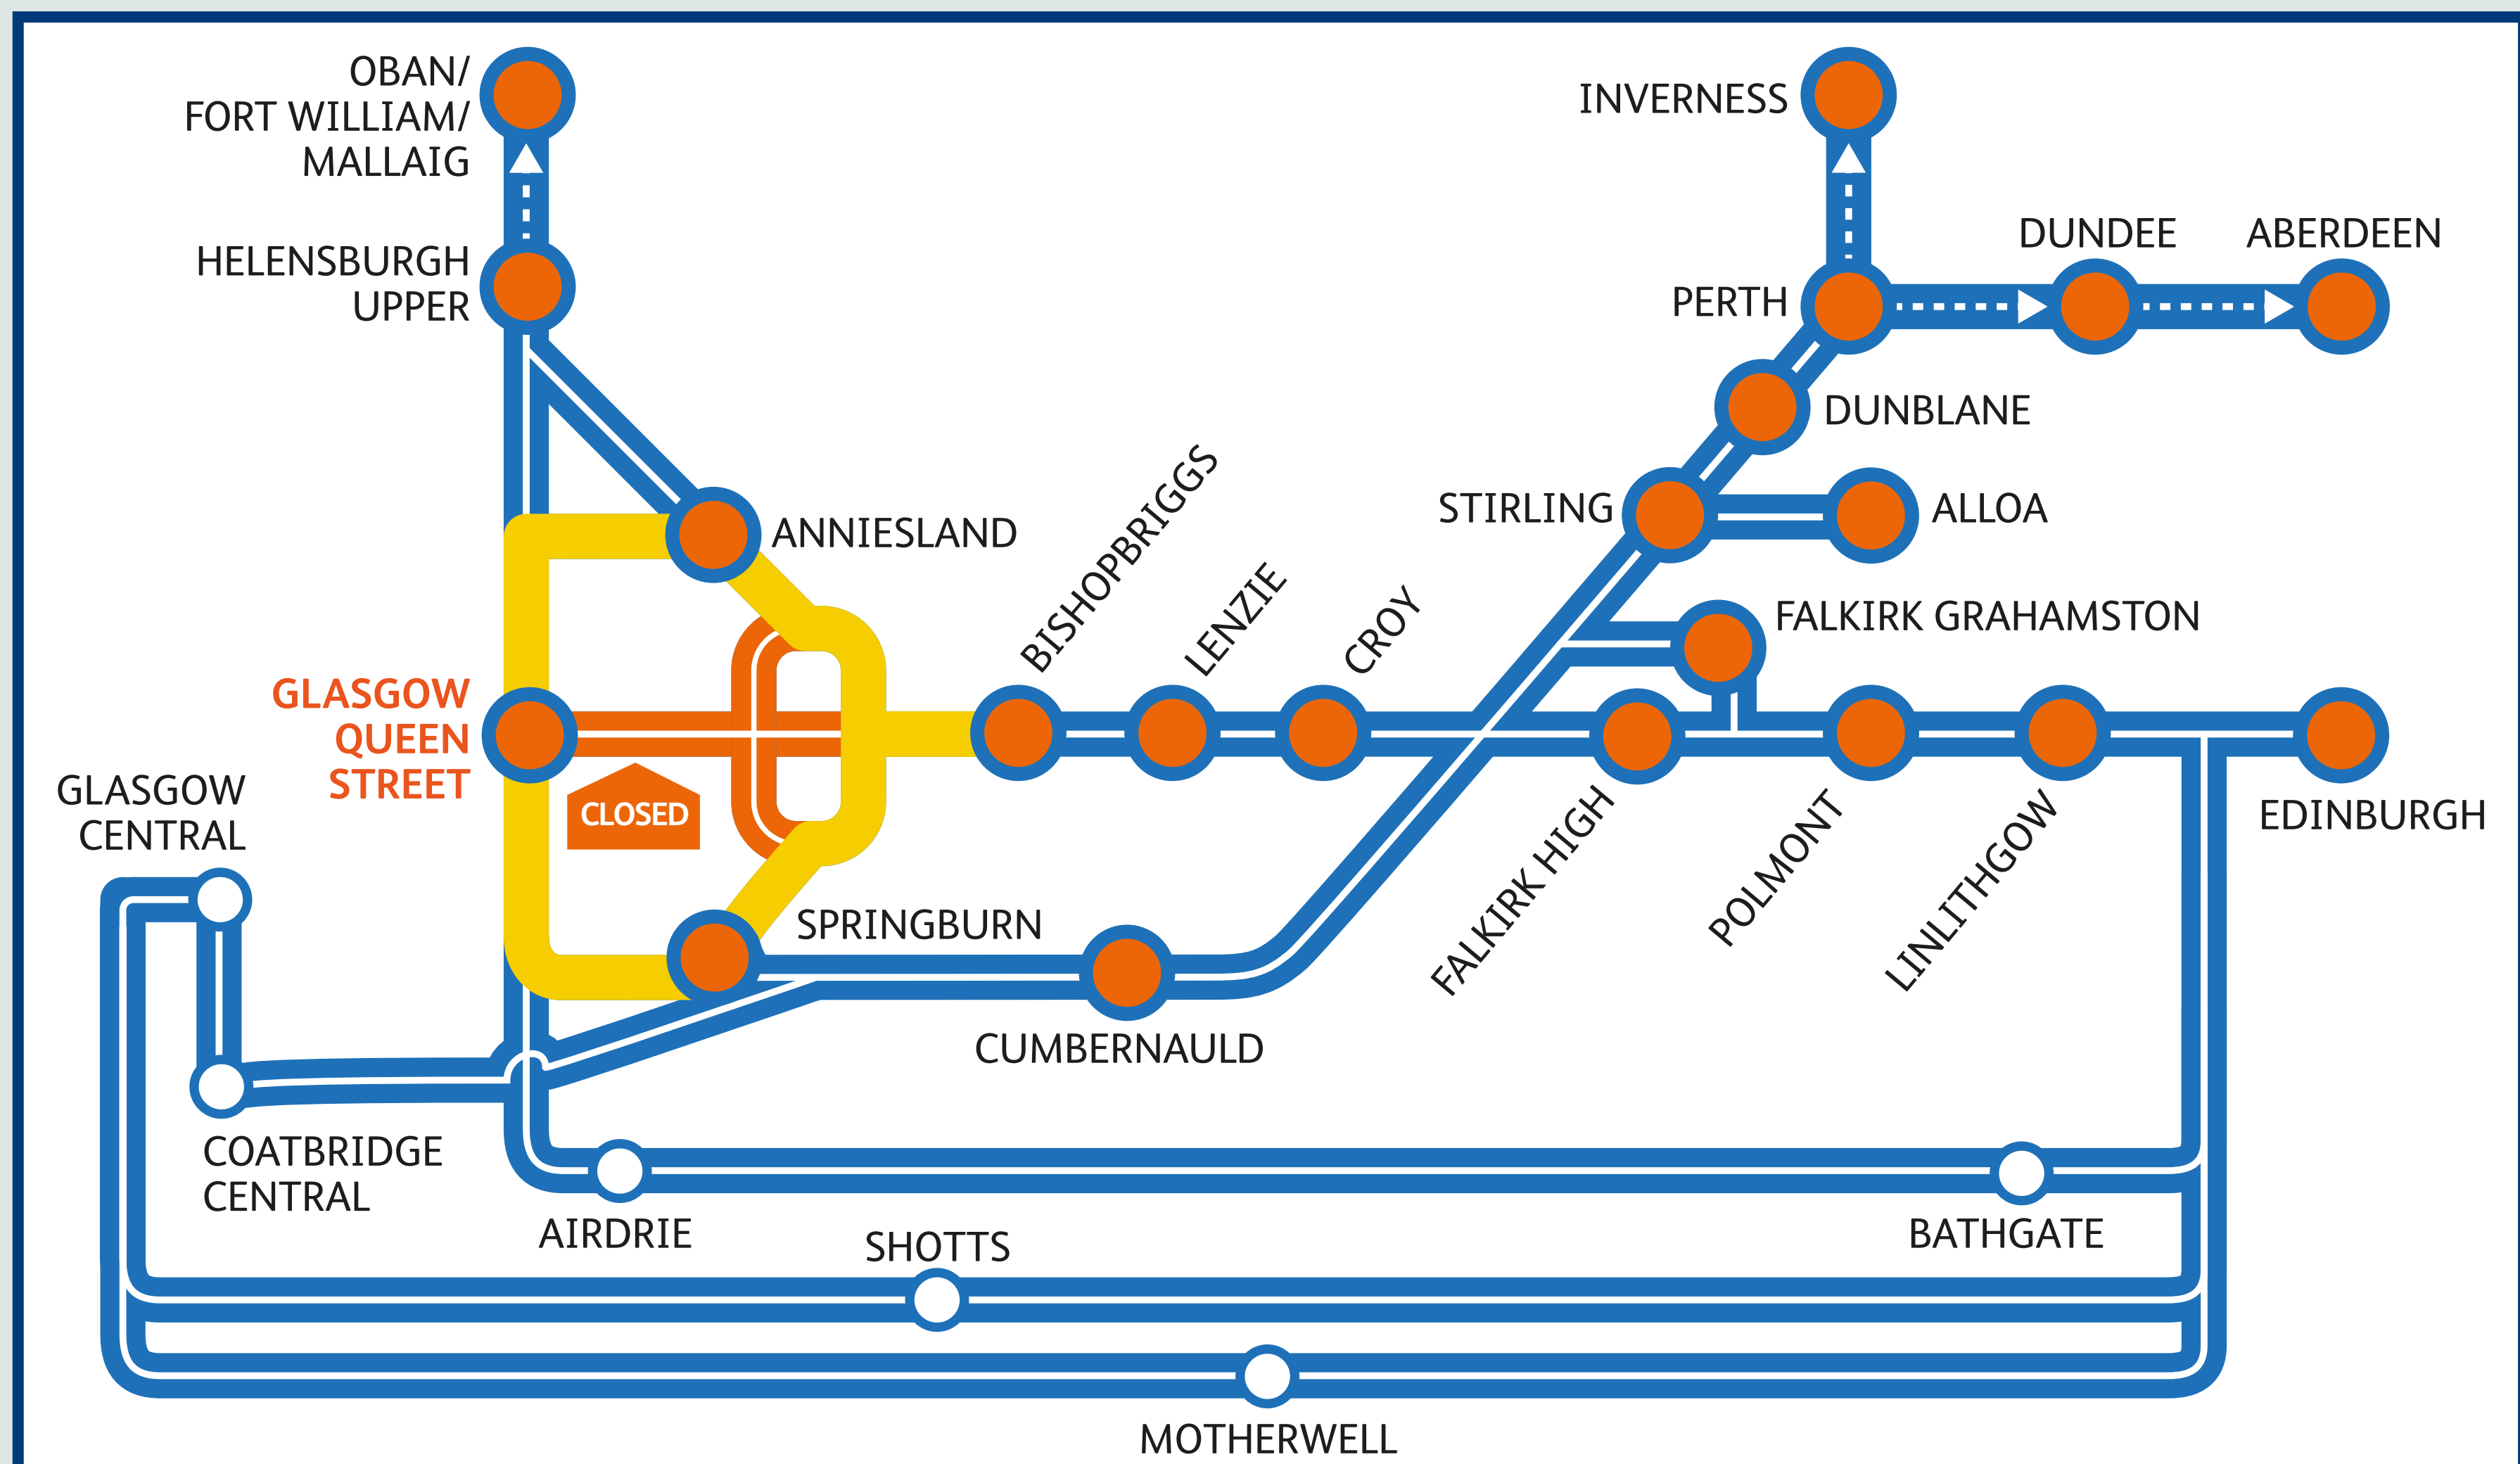 OBAN/
FORT WILLIAM/
MALLAIG
INVERNESS
HELENSBURGH
UPPER
DUNDEE
ABERDEEN
PERTH
DUNBLANE
ANNIESLAND
BISHOPBRIGGS
LENZIE
CROY
STIRLING
ALLOA
FALKIRK GRAHAMSTON
GLASGOW
QUEEN
STREET
CLOSED
GLASGOW
CENTRAL
SPRINGBURN
FALKIRK HIGH
POLMONT
LINLITHGOW
EDINBURGH
CUMBERNAULD
COATBRIDGE
CENTRAL
AIRDRIE
SHOTTS
BATHGATE
MOTHERWELL